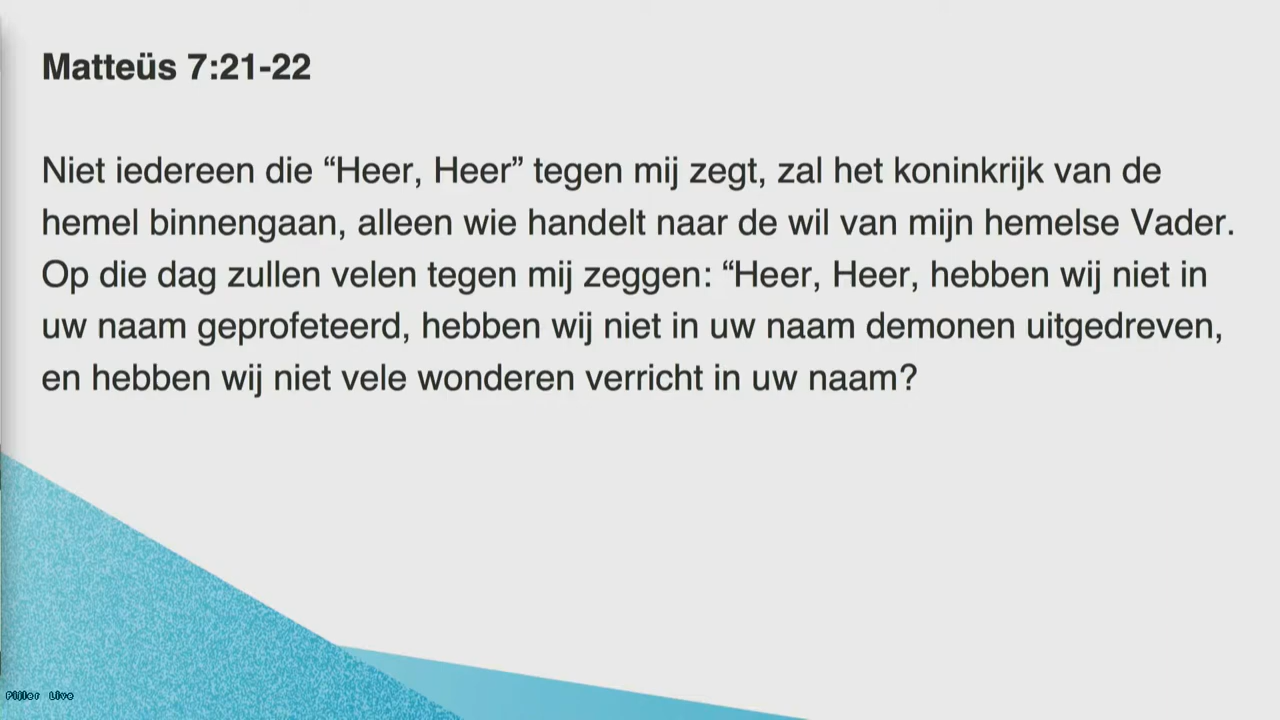 Matteüs 7:21-22
Niet iedereen die “Heer, Heer” tegen mij zegt, zal het koninkrijk van de
hemel binnengaan, alleen wie handelt naar de wil van mijn hemelse Vader.
Op die dag zullen velen tegen mij zeggen: “Heer, Heer, hebben wij niet in
uw naam geprofeteerd, hebben wij niet in uw naam demonen uitgedreven,
en hebben wij niet vele wonderen verricht in uw naam?
Live